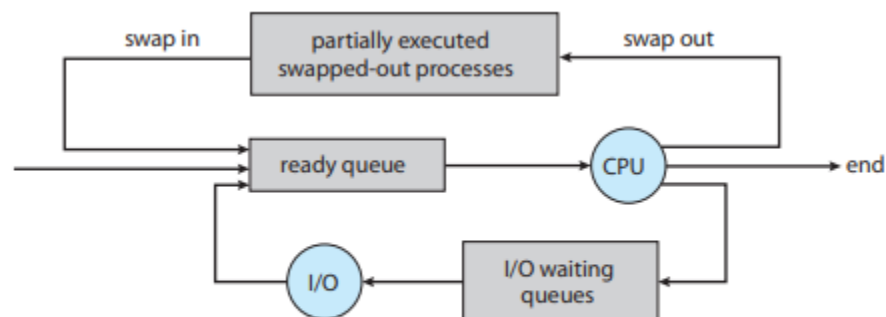 swap in
partially executed
swapped-out processes
swap out
ready queue
CPU
end
I/O
I/O waiting
queues